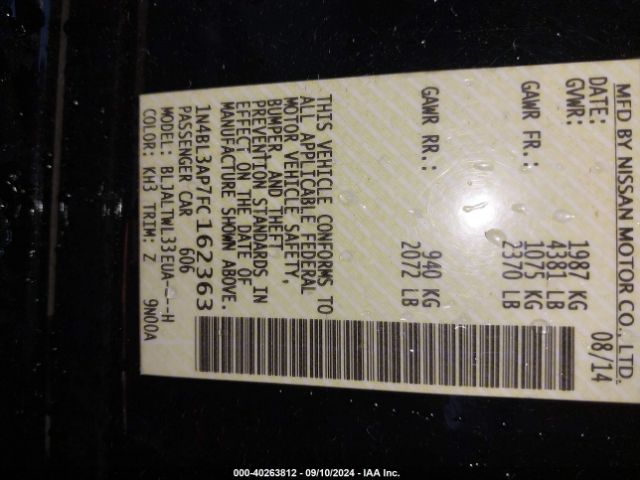 MFD BY NISSAN MOTOR CO., LTD.
DATE: 08/14
GVWR: 1987 KG
4381 LB
GAWR FR.: 1075 KG
2370 LB
GAWR RR.: 940 KG
2072 LB
THIS VEHICLE CONFORMS TO
ALL APPLICABLE FEDERAL
MOTOR VEHICLE SAFETY,
BUMPER, AND THEFT
PREVENTION STANDARDS IN
EFFECT ON THE DATE OF
MANUFACTURE SHOWN ABOVE.
1N4BL3AP7FC162363
PASSENGER CAR 606
MODEL: BLJALTWL33EUA-----H
COLOR: KH3 TRIM: Z 9N00A
000-40263812 - 09/10/2024 - IAA Inc.